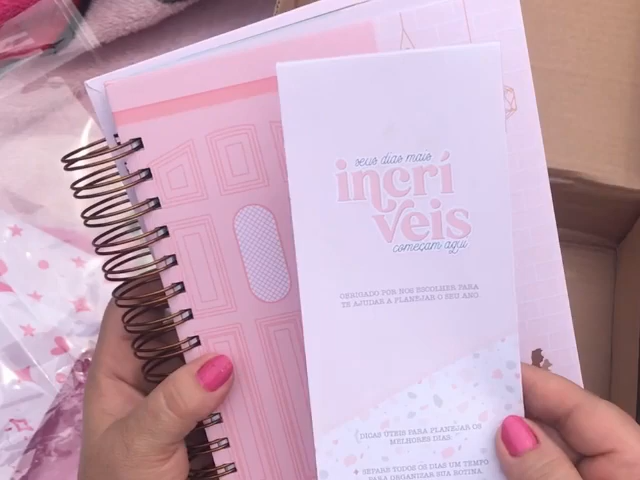 seus dias mais
incrí
veis
começam aqui
OBRIGADO POR NOS ESCOLHER PARA
TE AJUDAR A PLANEJAR O SEU ANO
DICAS ÚTEIS PARA PLANEJAR OS
MELHORES DIAS
SEPARE TODOS OS DIAS UM TEMPO
PARA ORGANIZAR SUA ROTINA